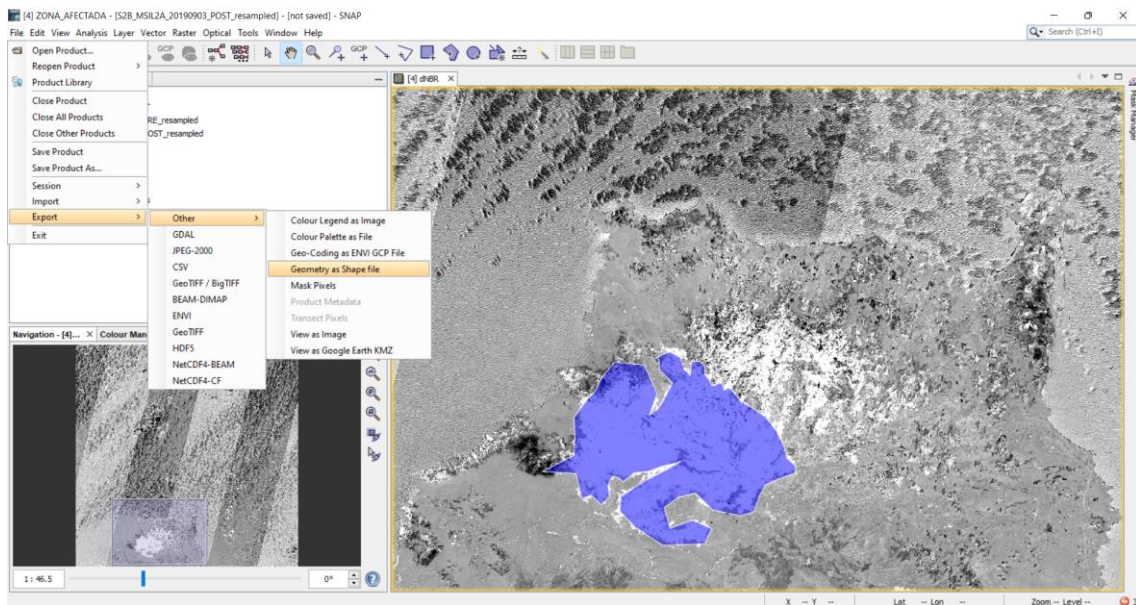 [4] ZONA_AFECTADA - [S2B_MSIL2A_20190903_POST_resampled] - [not saved] - SNAP
File Edit View Analysis Layer Vector Raster Optical Tools Window Help
Search (Ctrl+I)
Open Product...
Reopen Product
Product Library
Close Product
Close All Products
Close Other Products
Save Product
Save Product As...
Session
Import
Export
Exit
RE_resampled
OST_resampled
Other
GDAL
JPEG-2000
CSV
GeoTIFF / BigTIFF
BEAM-DIMAP
ENVI
GeoTIFF
HDF5
NetCDF4-BEAM
NetCDF4-CF
Colour Legend as Image
Colour Palette as File
Geo-Coding as ENVI GCP File
Geometry as Shape file
Mask Pixels
Product Metadata
Transect Pixels
View as Image
View as Google Earth KMZ
GCP
GCP
[4] dNBR
Mask Manager
Navigation - [4]...
Colour Man
1 : 46.5
0°
X -- Y --
Lat -- Lon --
Zoom -- Level --